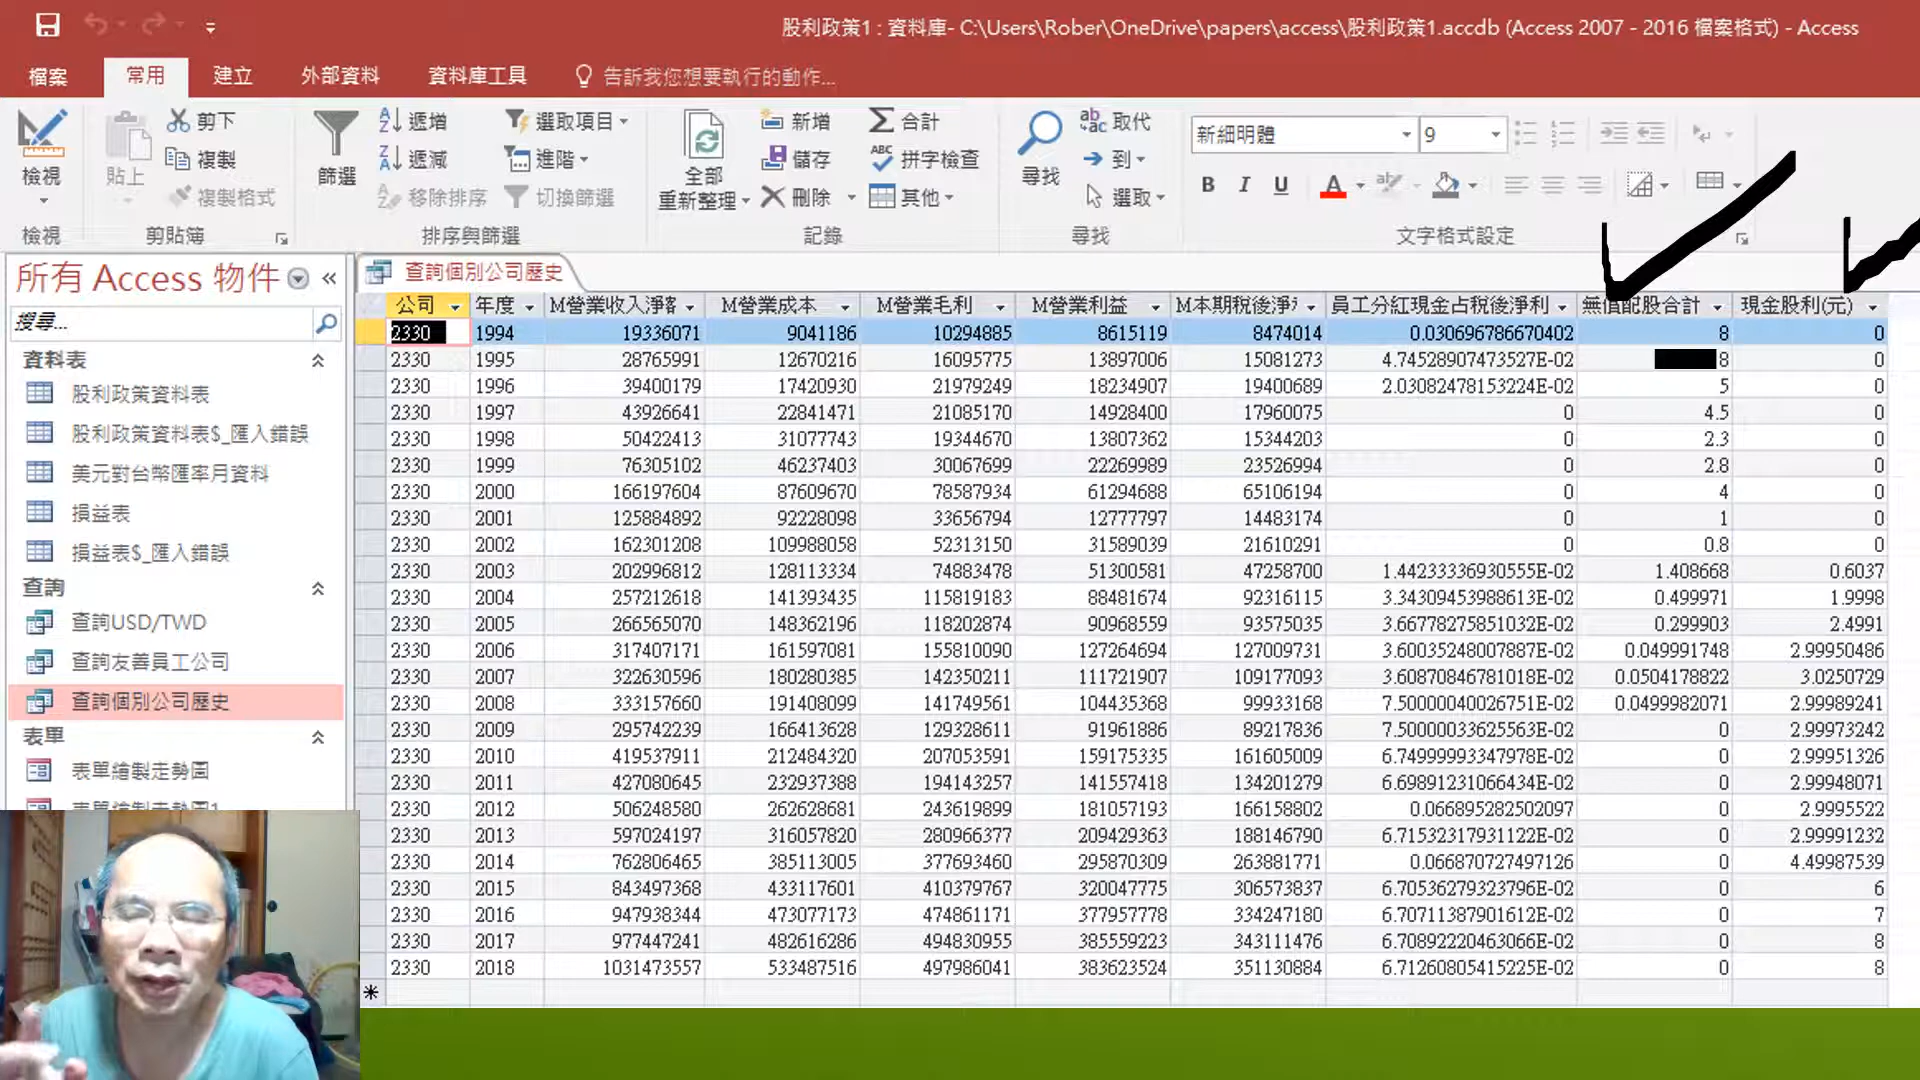 股利政策1 : 資料庫- C:\Users\Rober\OneDrive\papers\access\股利政策1.accdb (Access 2007 - 2016 檔案格式) - Access
檔案 常用 建立 外部資料 資料庫工具 告訴我您想要執行的動作...
檢視 貼上 剪下 複製 複製格式 篩選 遞增 遞減 移除排序 選取項目 進階 切換篩選 全部重新整理 新增 儲存 刪除 合計 拼字檢查 其他 尋找 取代 到 選取 新細明體 9
B I U A
檢視 剪貼簿 排序與篩選 記錄 尋找 文字格式設定
所有 Access 物件
搜尋...
資料表
股利政策資料表
股利政策資料表$_匯入錯誤
美元對台幣匯率月資料
損益表
損益表$_匯入錯誤
查詢
查詢USD/TWD
查詢友善員工公司
查詢個別公司歷史
表單
表單繪製走勢圖
表單繪製走勢圖1
查詢個別公司歷史
公司 年度 M營業收入淨 M營業成本 M營業毛利 M營業利益 M本期稅後淨 員工分紅現金占稅後淨利 無償配股合計 現金股利(元)
2330 1994 19336071 9041186 10294885 8615119 8474014 0.030696786670402 8 0
2330 1995 28765991 12670216 16095775 13897006 15081273 4.74528907473527E-02 8 0
2330 1996 39400179 17420930 21979249 18234907 19400689 2.03082478153224E-02 5 0
2330 1997 43926641 22841471 21085170 14928400 17960075 0 4.5 0
2330 1998 50422413 31077743 19344670 13807362 15344203 0 2.3 0
2330 1999 76305102 46237403 30067699 22269989 23526994 0 2.8 0
2330 2000 166197604 87609670 78587934 61294688 65106194 0 4 0
2330 2001 125884892 92228098 33656794 12777797 14483174 0 1 0
2330 2002 162301208 109988058 52313150 31589039 21610291 0 0.8 0
2330 2003 202996812 128113334 74883478 51300581 47258700 1.44233336930555E-02 1.408668 0.6037
2330 2004 257212618 141393435 115819183 88481674 92316115 3.34309453988613E-02 0.499971 1.9998
2330 2005 266565070 148362196 118202874 90968559 93575035 3.66778275851032E-02 0.299903 2.4991
2330 2006 317407171 161597081 155810090 127264694 127009731 3.60035248007887E-02 0.049991748 2.99950486
2330 2007 322630596 180280385 142350211 111721907 109177093 3.60870846781018E-02 0.0504178822 3.0250729
2330 2008 333157660 191408099 141749561 104435368 99933168 7.50000040026751E-02 0.0499982071 2.99989241
2330 2009 295742239 166413628 129328611 91961886 89217836 7.50000033625563E-02 0 2.99973242
2330 2010 419537911 212484320 207053591 159175335 161605009 6.74999993347978E-02 0 2.99951326
2330 2011 427080645 232937388 194143257 141557418 134201279 6.69891231066434E-02 0 2.99948071
2330 2012 506248580 262628681 243619899 181057193 166158802 0.066895282502097 0 2.9995522
2330 2013 597024197 316057820 280966377 209429363 188146790 6.71532317931122E-02 0 2.99991232
2330 2014 762806465 385113005 377693460 295870309 263881771 0.066870727497126 0 4.49987539
2330 2015 843497368 433117601 410379767 320047775 306573837 6.70536279323796E-02 0 6
2330 2016 947938344 473077173 474861171 377957778 334247180 6.70711387901612E-02 0 7
2330 2017 977447241 482616286 494830955 385559223 343111476 6.70892220463066E-02 0 8
2330 2018 1031473557 533487516 497986041 383623524 351130884 6.71260805415225E-02 0 8